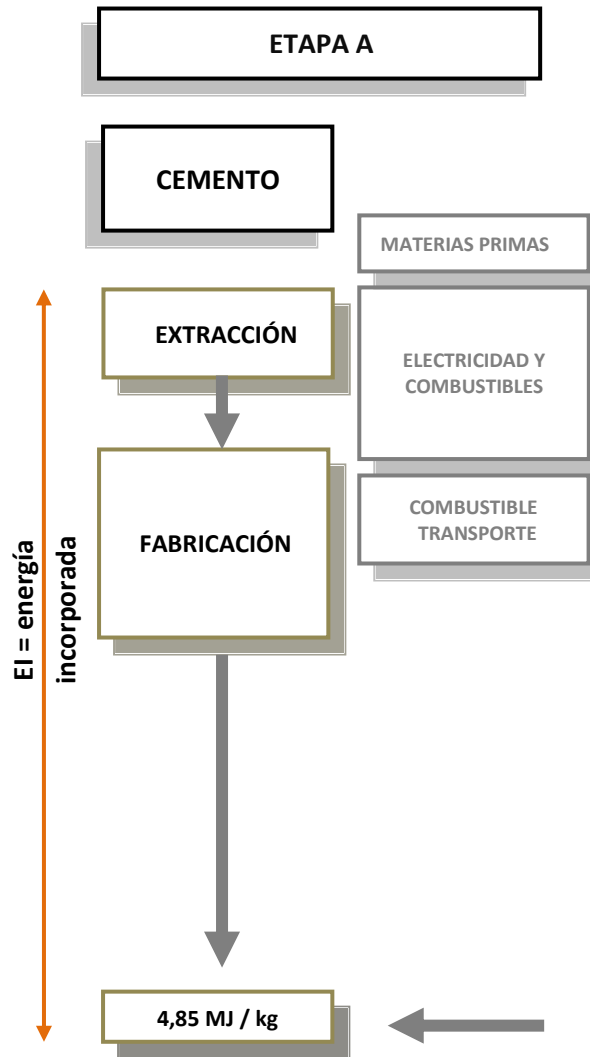 ETAPA A
CEMENTO
MATERIAS PRIMAS
EXTRACCIÓN
ELECTRICIDAD Y
COMBUSTIBLES
FABRICACIÓN
COMBUSTIBLE
TRANSPORTE
EI = energía
incorporada
4,85 MJ / kg